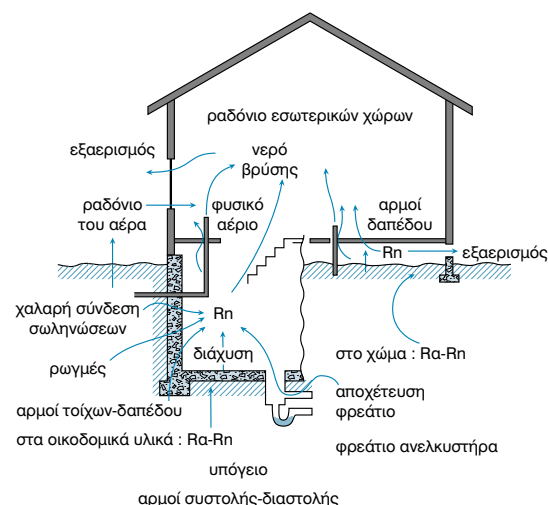 ραδόνιο εσωτερικών χώρων
εξαερισμός
νερό
βρύσης
ραδόνιο
του αέρα
φυσικό
αέριο
αρμοί
δαπέδου
Rn
εξαερισμός
χαλαρή σύνδεση
σωληνώσεων
Rn
ρωγμές
διάχυση
στο χώμα : Ra-Rn
αρμοί τοίχων-δαπέδου
αποχέτευση
φρεάτιο
στα οικοδομικά υλικά : Ra-Rn
φρεάτιο ανελκυστήρα
υπόγειο
αρμοί συστολής-διαστολής